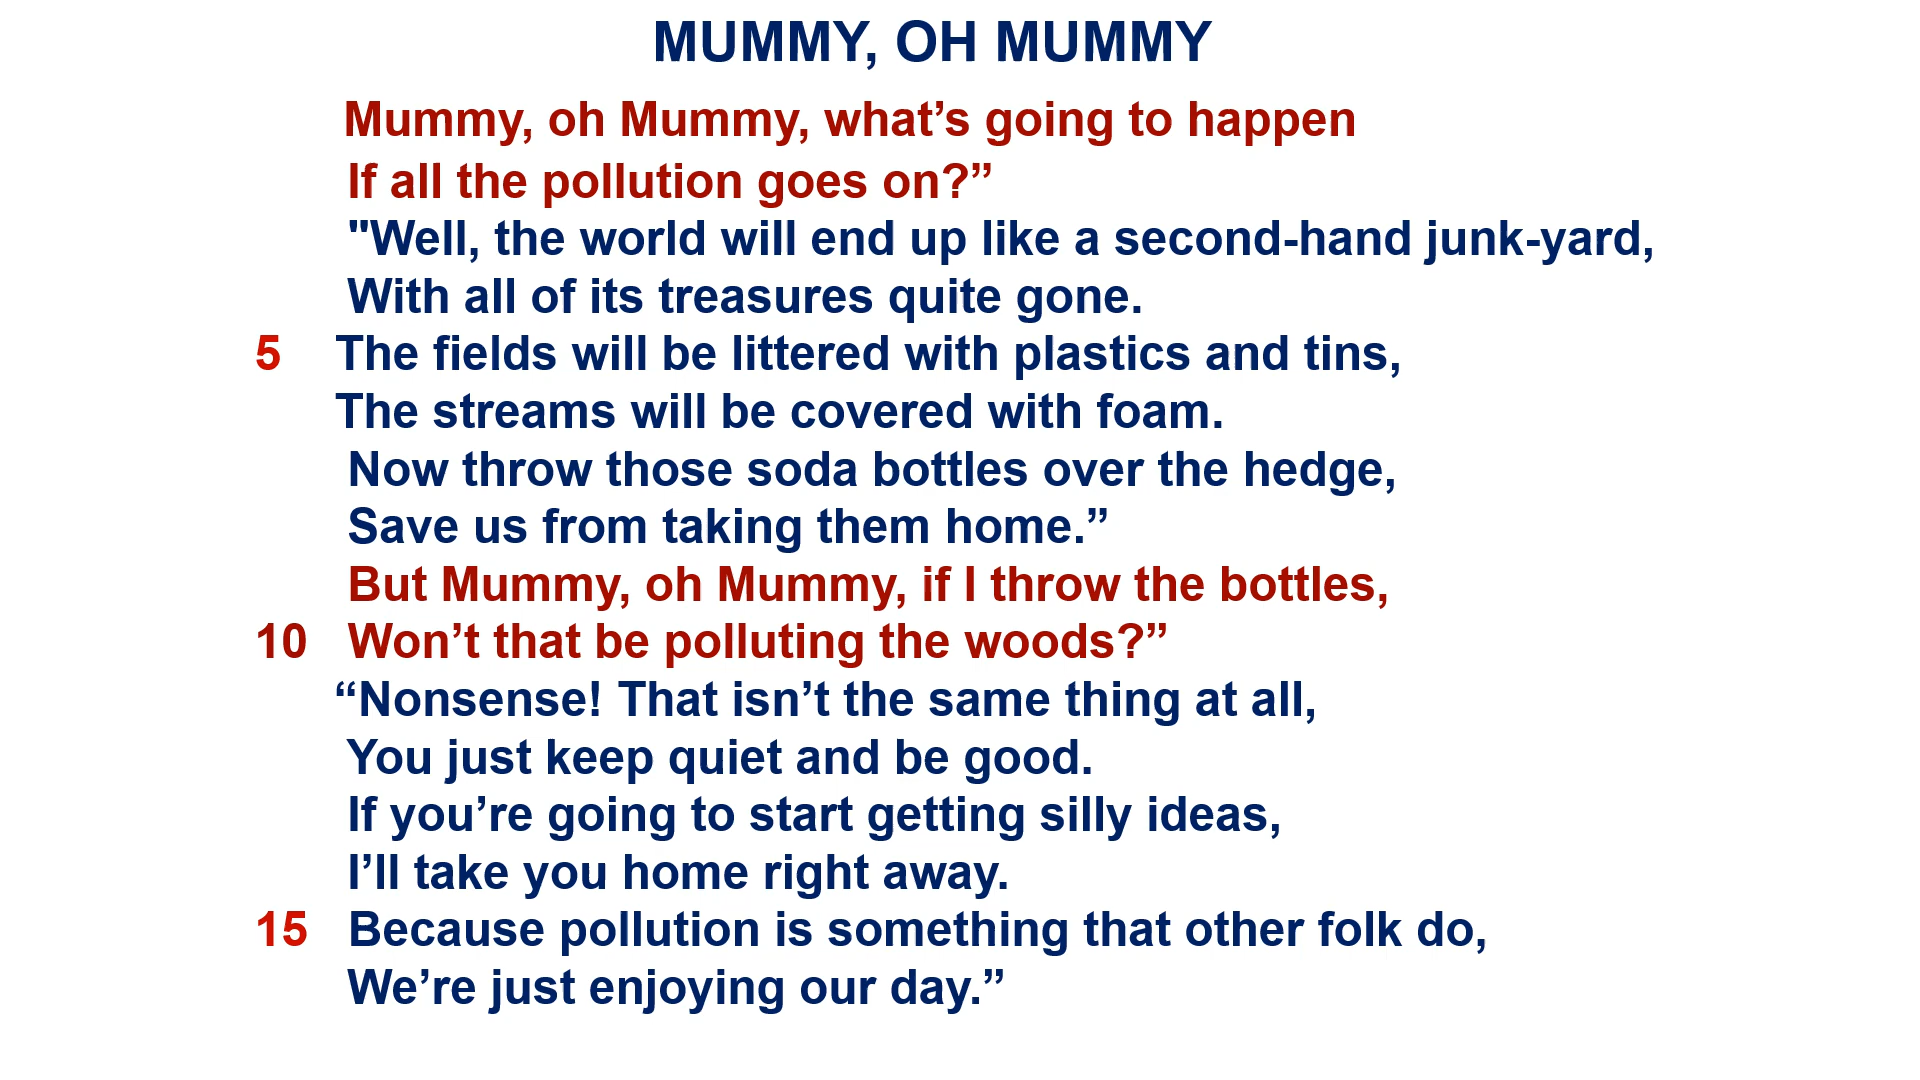 MUMMY, OH MUMMY
Mummy, oh Mummy, what’s going to happen
If all the pollution goes on?”
"Well, the world will end up like a second-hand junk-yard,
With all of its treasures quite gone.
5 The fields will be littered with plastics and tins,
The streams will be covered with foam.
Now throw those soda bottles over the hedge,
Save us from taking them home.”
But Mummy, oh Mummy, if I throw the bottles,
10 Won’t that be polluting the woods?”
“Nonsense! That isn’t the same thing at all,
You just keep quiet and be good.
If you’re going to start getting silly ideas,
I’ll take you home right away.
15 Because pollution is something that other folk do,
We’re just enjoying our day.”